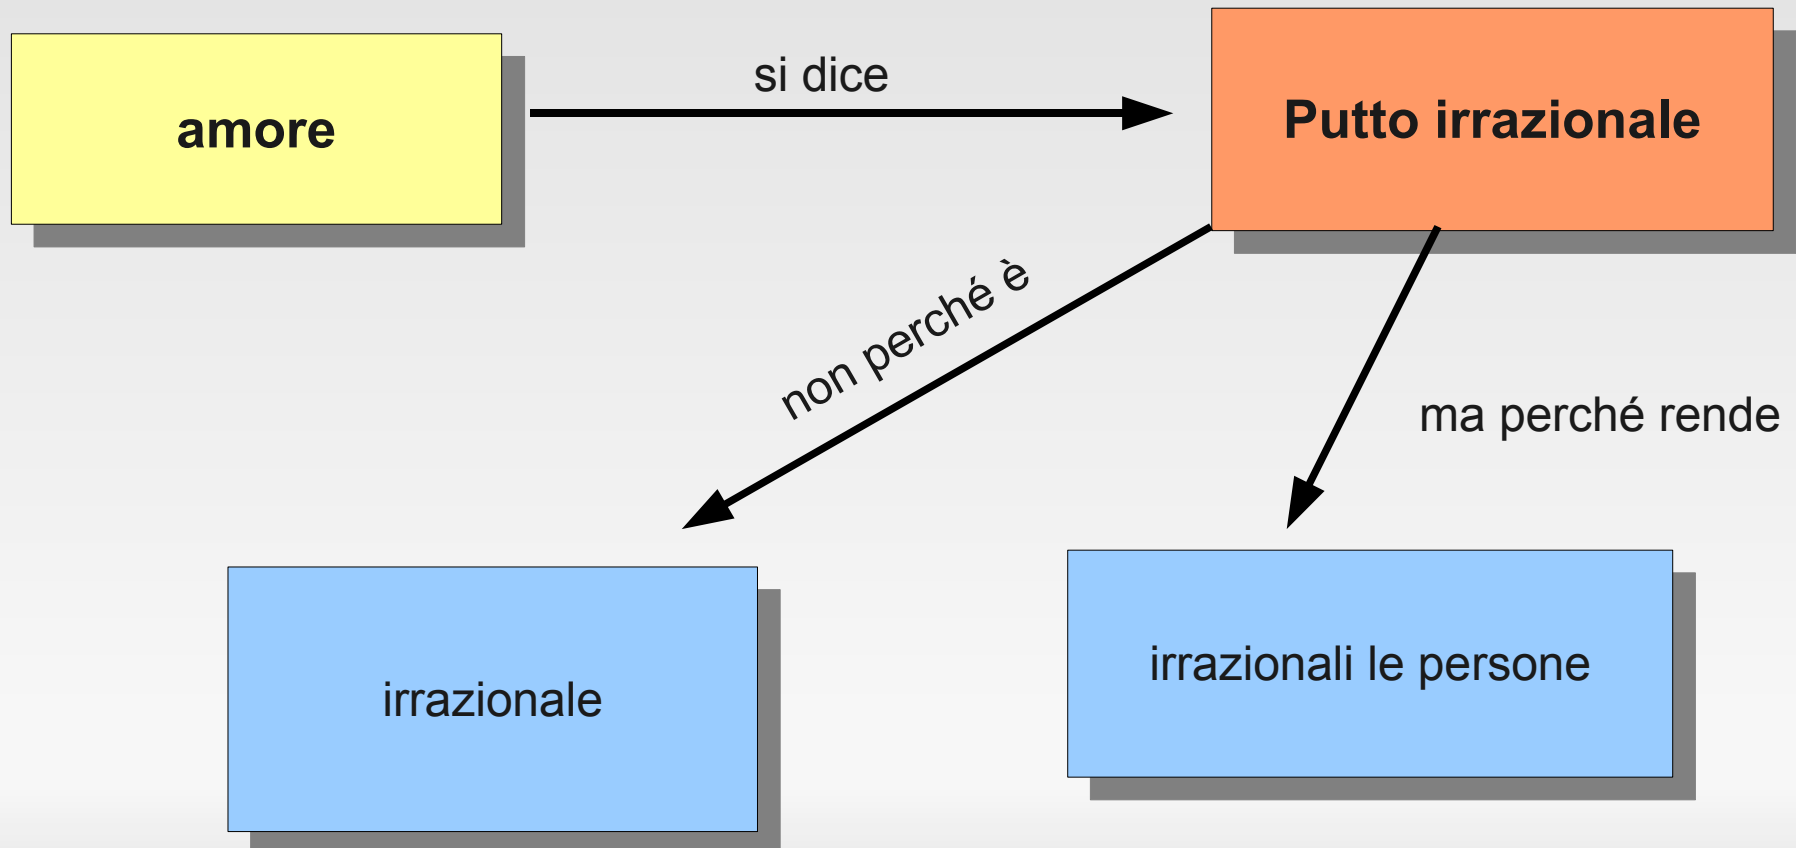 amore
si dice
Putto irrazionale
non perché è
ma perché rende
irrazionale
irrazionali le persone